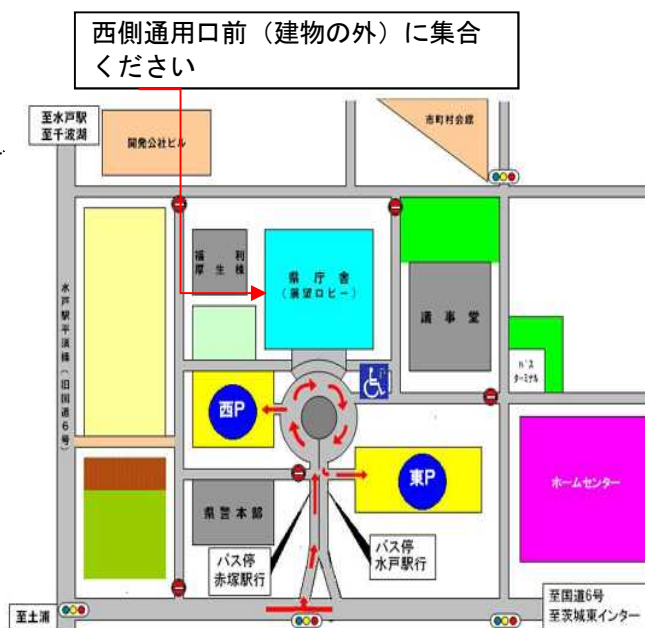 西側通用口前（建物の外）に集合
ください
至水戸駅
至千波湖
開発公社ビル
市町村会館
福利
厚生棟
県庁舎
（展望ロビー）
議事堂
水戸駅平須線（旧国道6号）
バス
ターミナル
西P
東P
ホームセンター
県警本部
バス停
赤塚駅行
バス停
水戸駅行
至土浦
至国道6号
至茨城東インター